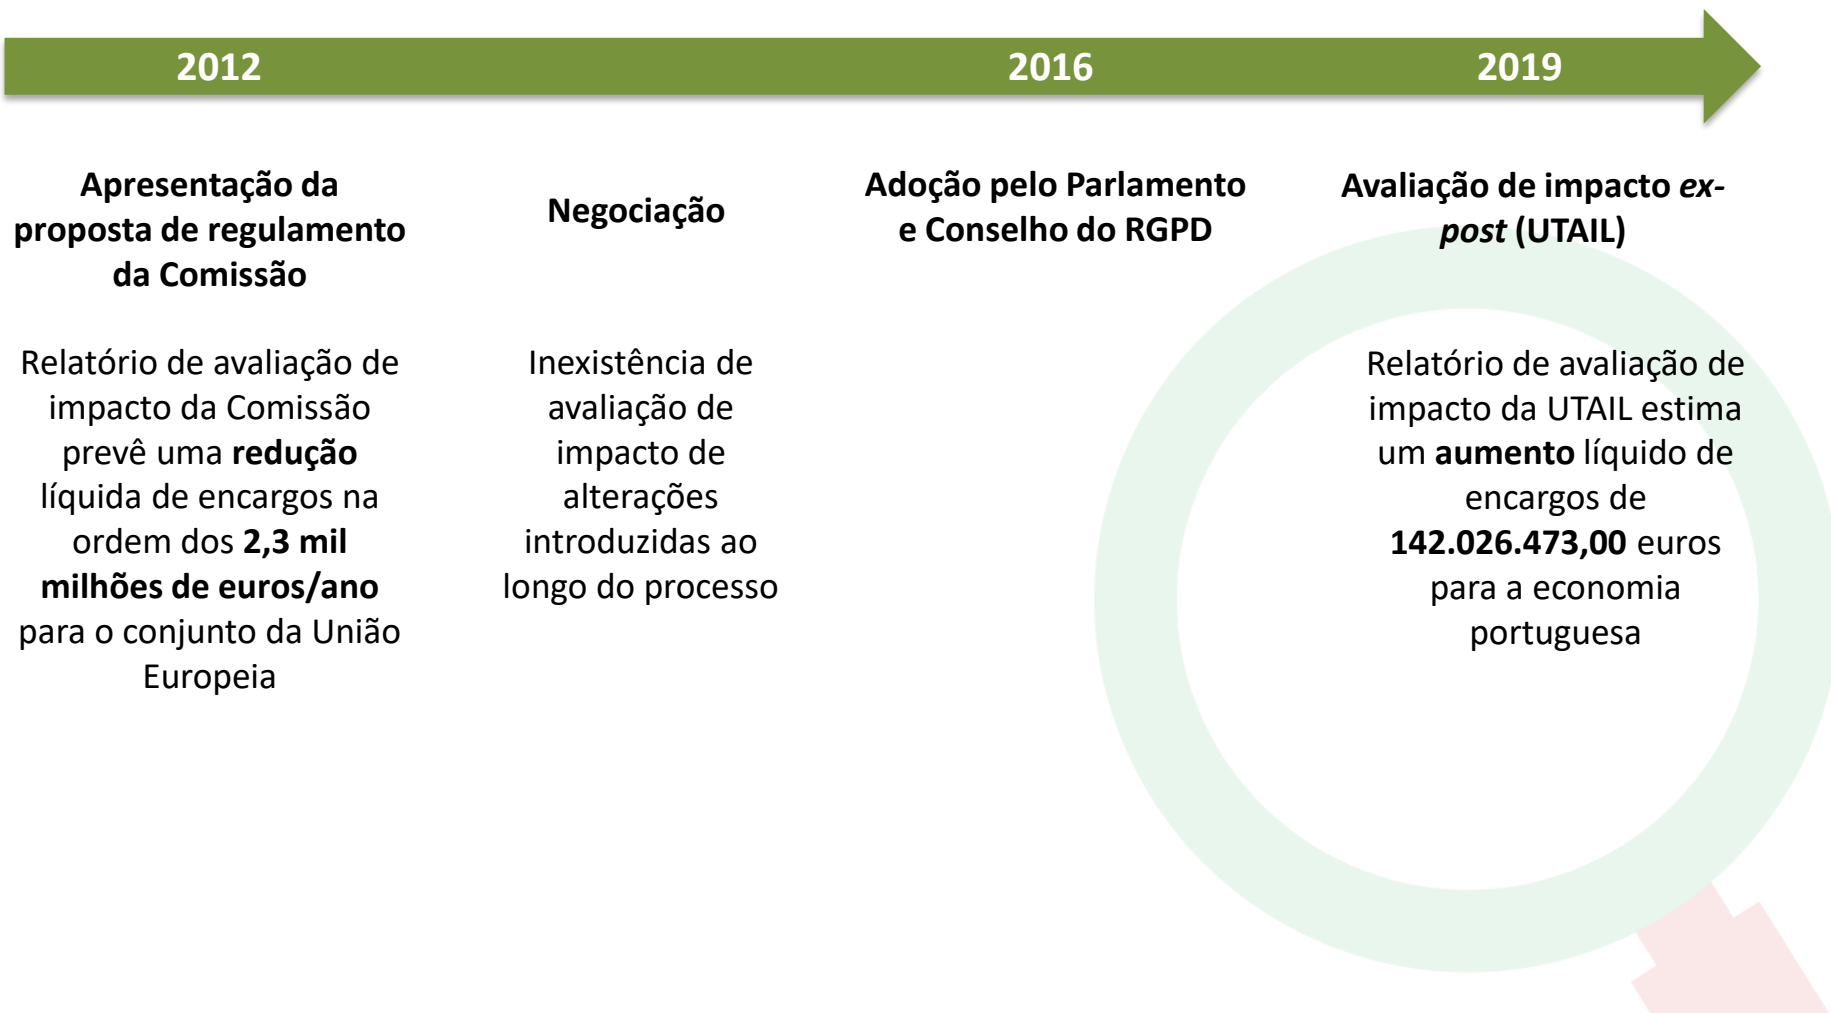 2012
2016
2019
Apresentação da
proposta de regulamento
da Comissão
Relatório de avaliação de
impacto da Comissão
prevê uma redução
líquida de encargos na
ordem dos 2,3 mil
milhões de euros/ano
para o conjunto da União
Europeia
Negociação
Inexistência de
avaliação de
impacto de
alterações
introduzidas ao
longo do processo
Adoção pelo Parlamento
e Conselho do RGPD
Avaliação de impacto ex-
post (UTAIL)
Relatório de avaliação de
impacto da UTAIL estima
um aumento líquido de
encargos de
142.026.473,00 euros
para a economia
portuguesa